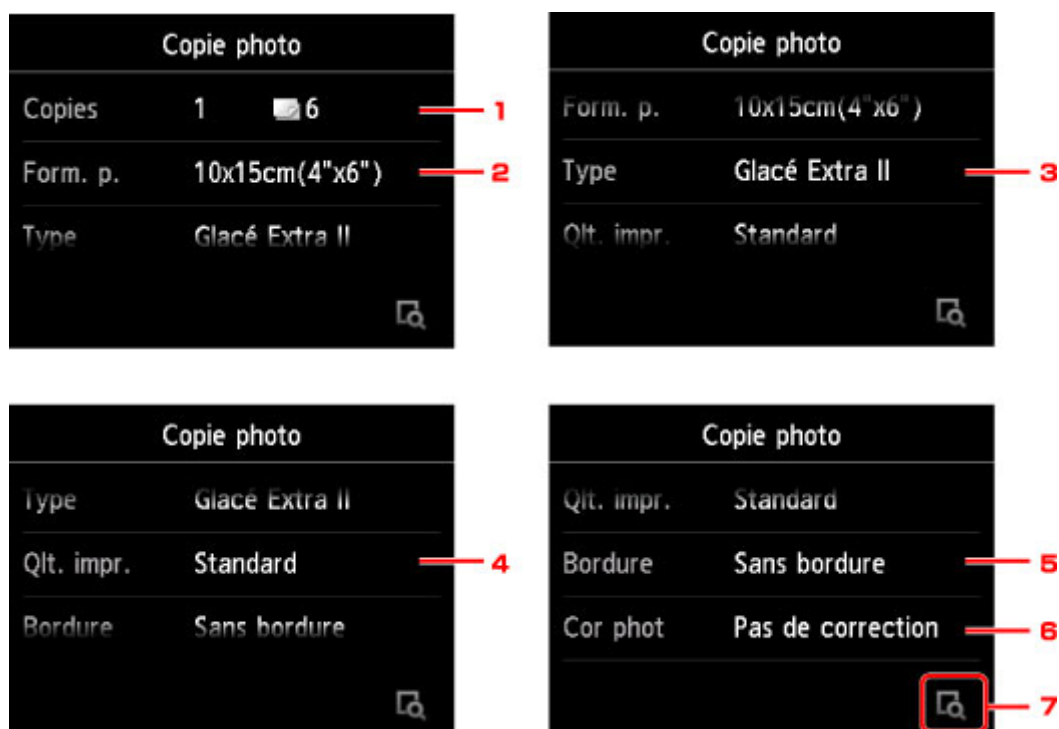 Copie photo
Copies 1 6 1
Form. p. 10x15cm(4"x6") 2
Type Glacé Extra II
Copie photo
Form. p. 10x15cm(4"x6")
Type Glacé Extra II 3
Qlt. impr. Standard
Copie photo
Type Glacé Extra II
Qlt. impr. Standard 4
Bordure Sans bordure
Copie photo
Qlt. impr. Standard
Bordure Sans bordure 5
Cor phot Pas de correction 6
7